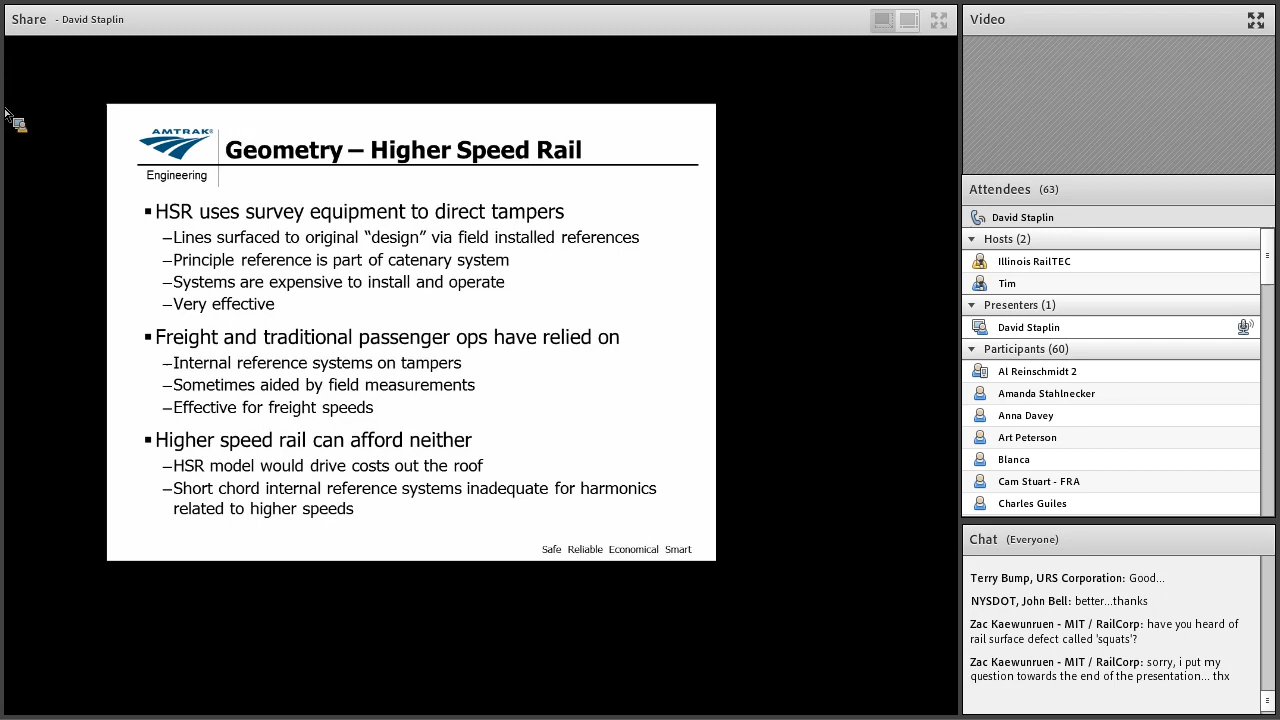 Share - David Staplin
AMTRAK®
Engineering
Geometry – Higher Speed Rail
▪HSR uses survey equipment to direct tampers
–Lines surfaced to original “design” via field installed references
–Principle reference is part of catenary system
–Systems are expensive to install and operate
–Very effective
▪Freight and traditional passenger ops have relied on
–Internal reference systems on tampers
–Sometimes aided by field measurements
–Effective for freight speeds
▪Higher speed rail can afford neither
–HSR model would drive costs out the roof
–Short chord internal reference systems inadequate for harmonics
related to higher speeds
Safe Reliable Economical Smart
Video
Attendees (63)
David Staplin
Hosts (2)
Illinois RailTEC
Tim
Presenters (1)
David Staplin
Participants (60)
Al Reinschmidt 2
Amanda Stahlnecker
Anna Davey
Art Peterson
Blanca
Cam Stuart - FRA
Charles Guiles
Chat (Everyone)
Terry Bump, URS Corporation: Good...
NYSDOT, John Bell: better...thanks
Zac Kaewunruen - MIT / RailCorp: have you heard of
rail surface defect called 'squats'?
Zac Kaewunruen - MIT / RailCorp: sorry, i put my
question towards the end of the presentation... thx